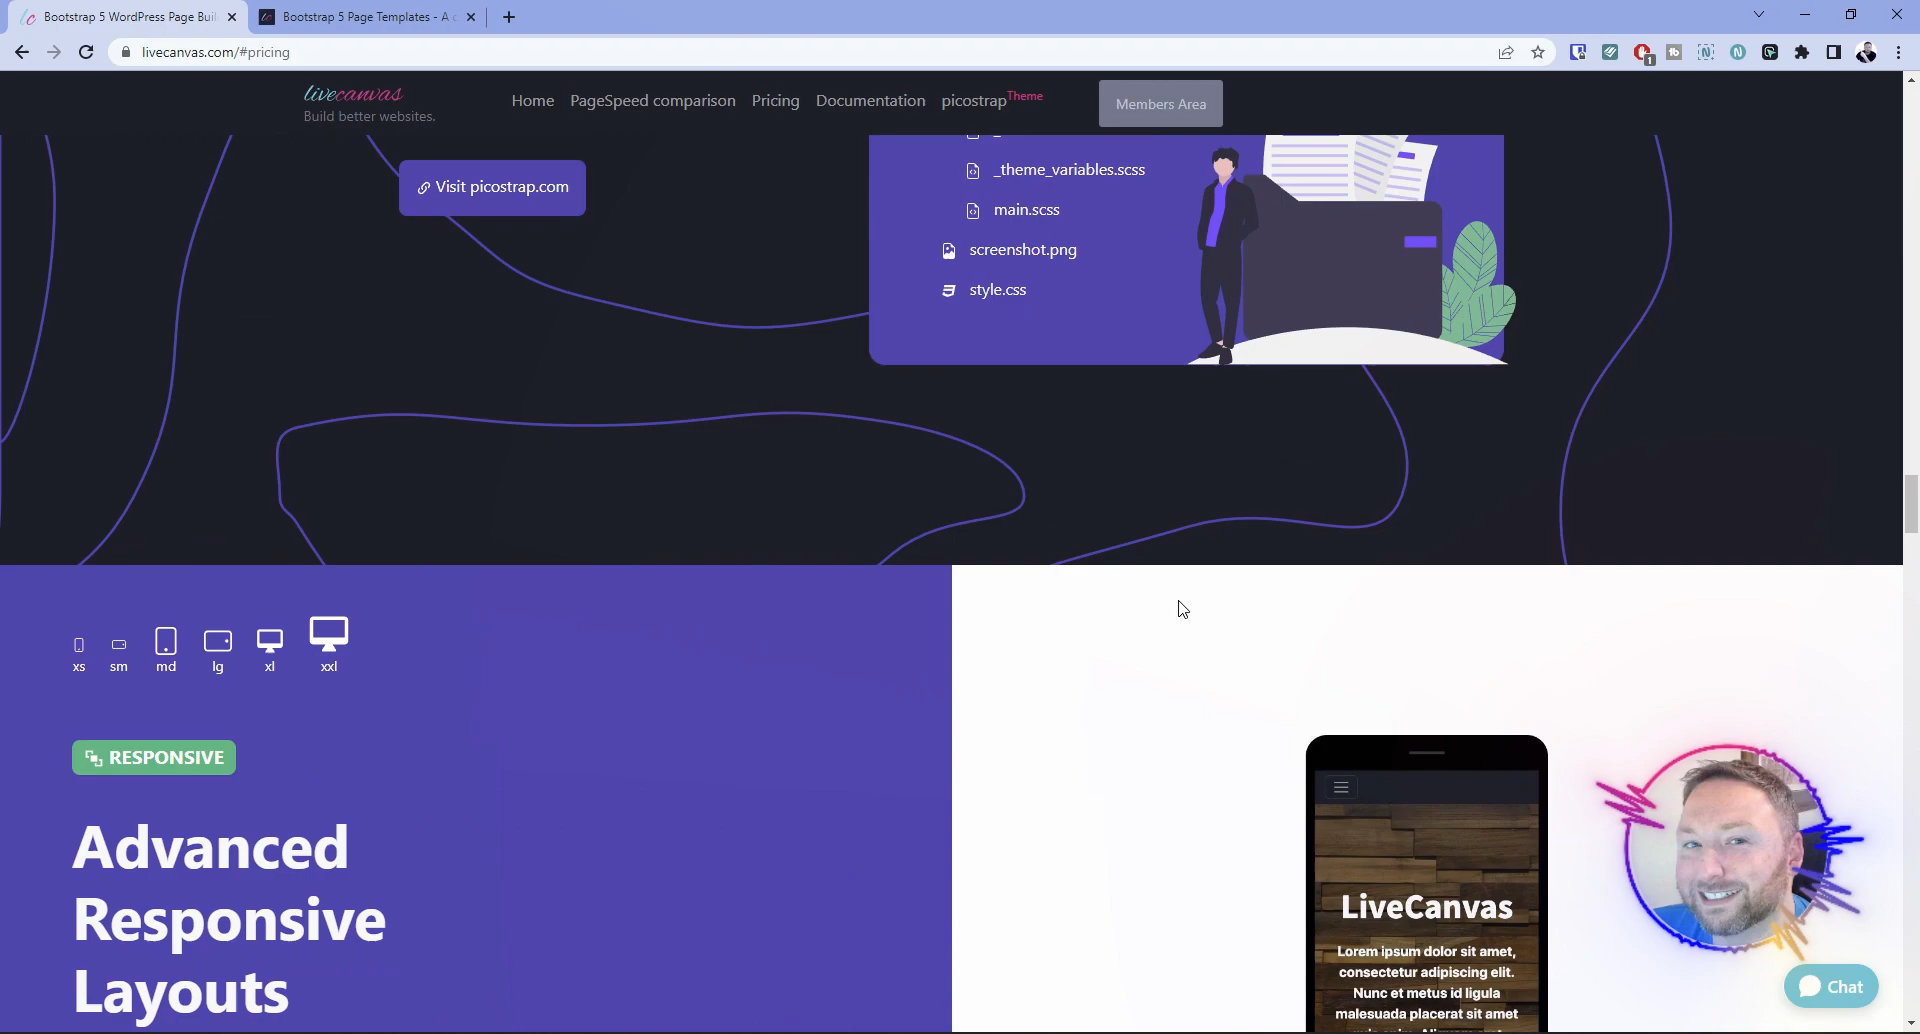 Bootstrap 5 WordPress Page Buil
Bootstrap 5 Page Templates - A c
livecanvas.com/#pricing
1
livecanvas
Build better websites.
Home
PageSpeed comparison
Pricing
Documentation
picostrapTheme
Members Area
Visit picostrap.com
_theme_variables.scss
main.scss
screenshot.png
style.css
xs
sm
md
lg
xl
xxl
RESPONSIVE
Advanced
Responsive
Layouts
LiveCanvas
Lorem ipsum dolor sit amet,
consectetur adipiscing elit.
Nunc et metus id ligula
malesuada placerat sit amet
Chat